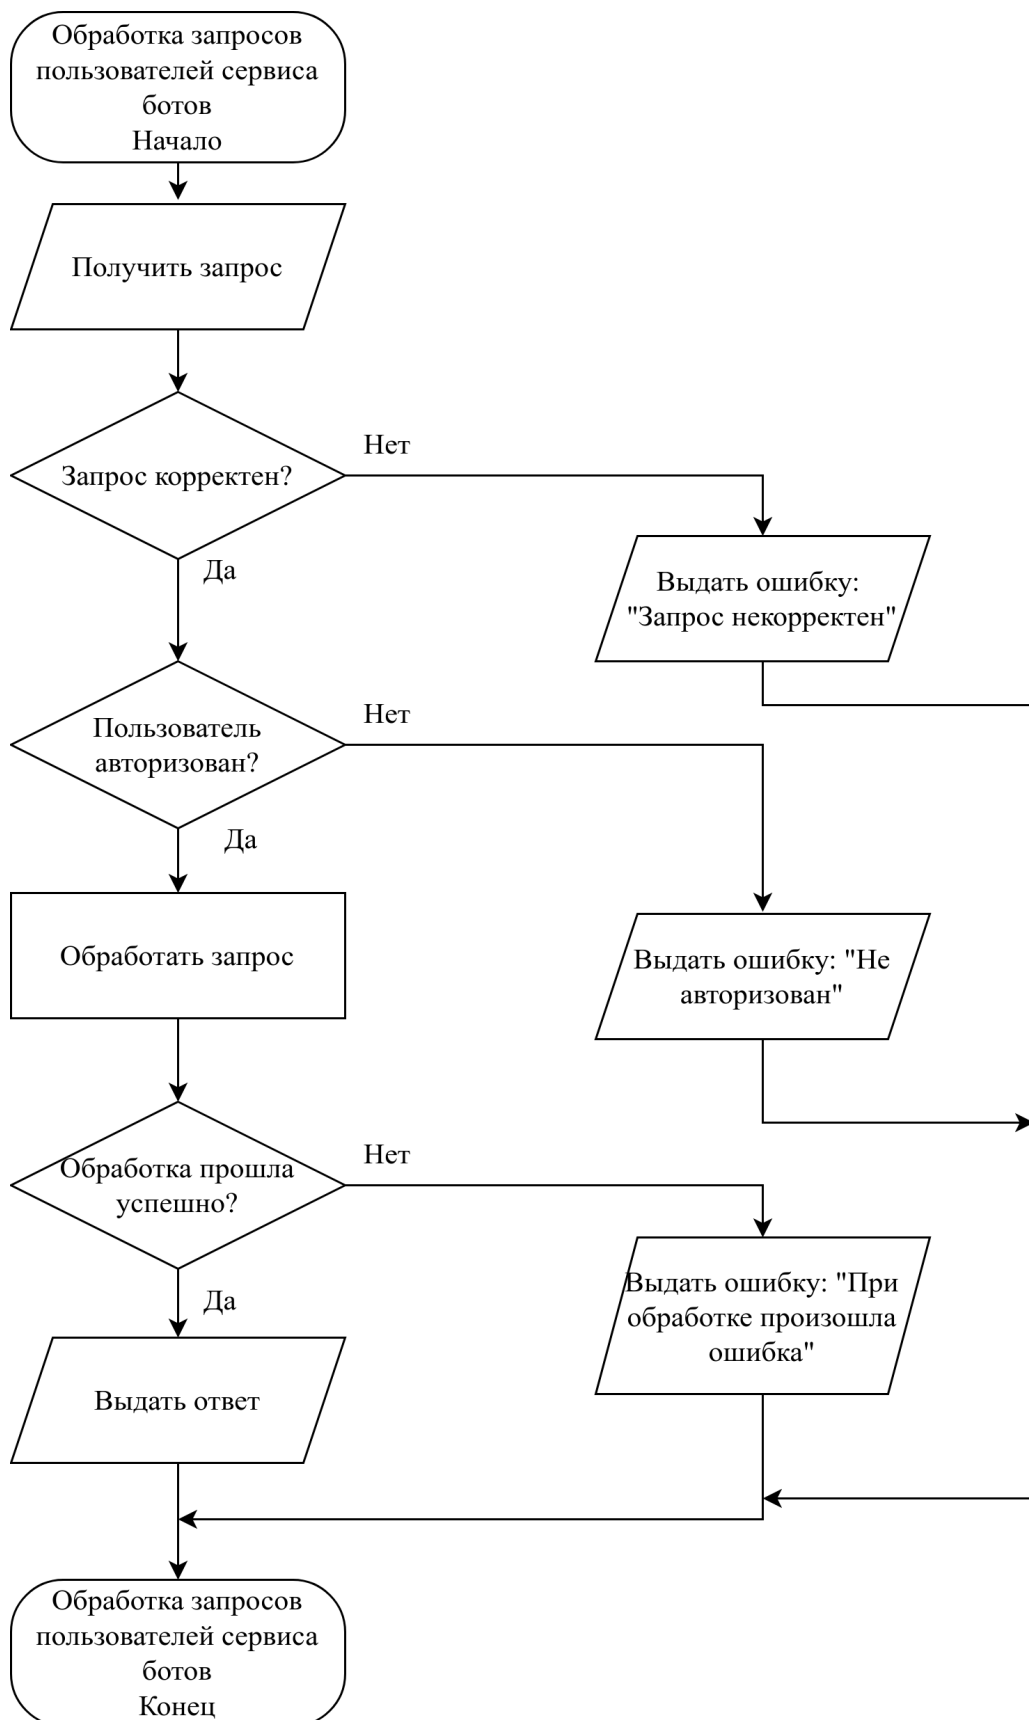 Обработка запросов
пользователей сервиса
ботов
Начало
Получить запрос
Запрос корректен?
Нет
Да
Выдать ошибку:
"Запрос некорректен"
Пользователь
авторизован?
Нет
Да
Обработать запрос
Выдать ошибку: "Не
авторизован"
Обработка прошла
успешно?
Нет
Да
Выдать ошибку: "При
обработке произошла
ошибка"
Выдать ответ
Обработка запросов
пользователей сервиса
ботов
Конец